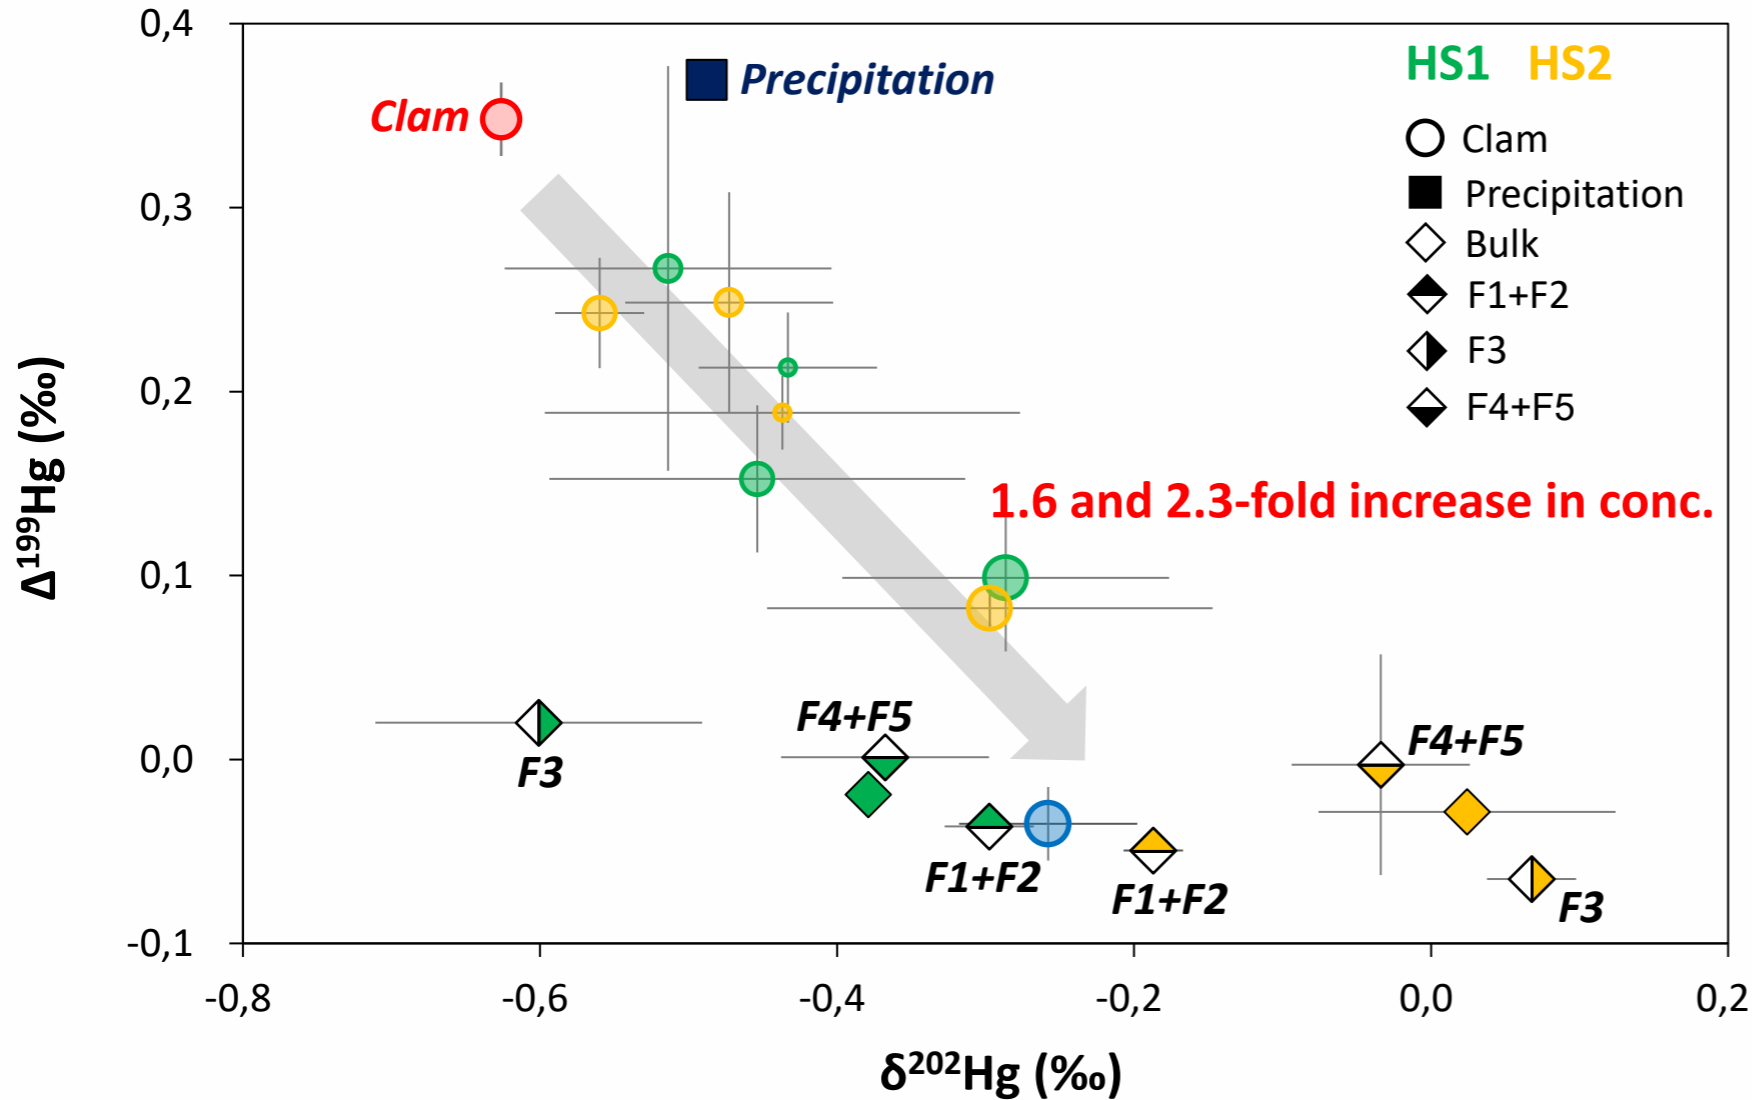 0,4
0,3
0,2
0,1
0,0
-0,1
Δ¹⁹⁹Hg (‰)
-0,8
-0,6
-0,4
-0,2
0,0
0,2
δ²⁰²Hg (‰)
Clam
Precipitation
HS1 HS2
Clam
Precipitation
Bulk
F1+F2
F3
F4+F5
1.6 and 2.3-fold increase in conc.
F3
F4+F5
F1+F2
F1+F2
F4+F5
F3